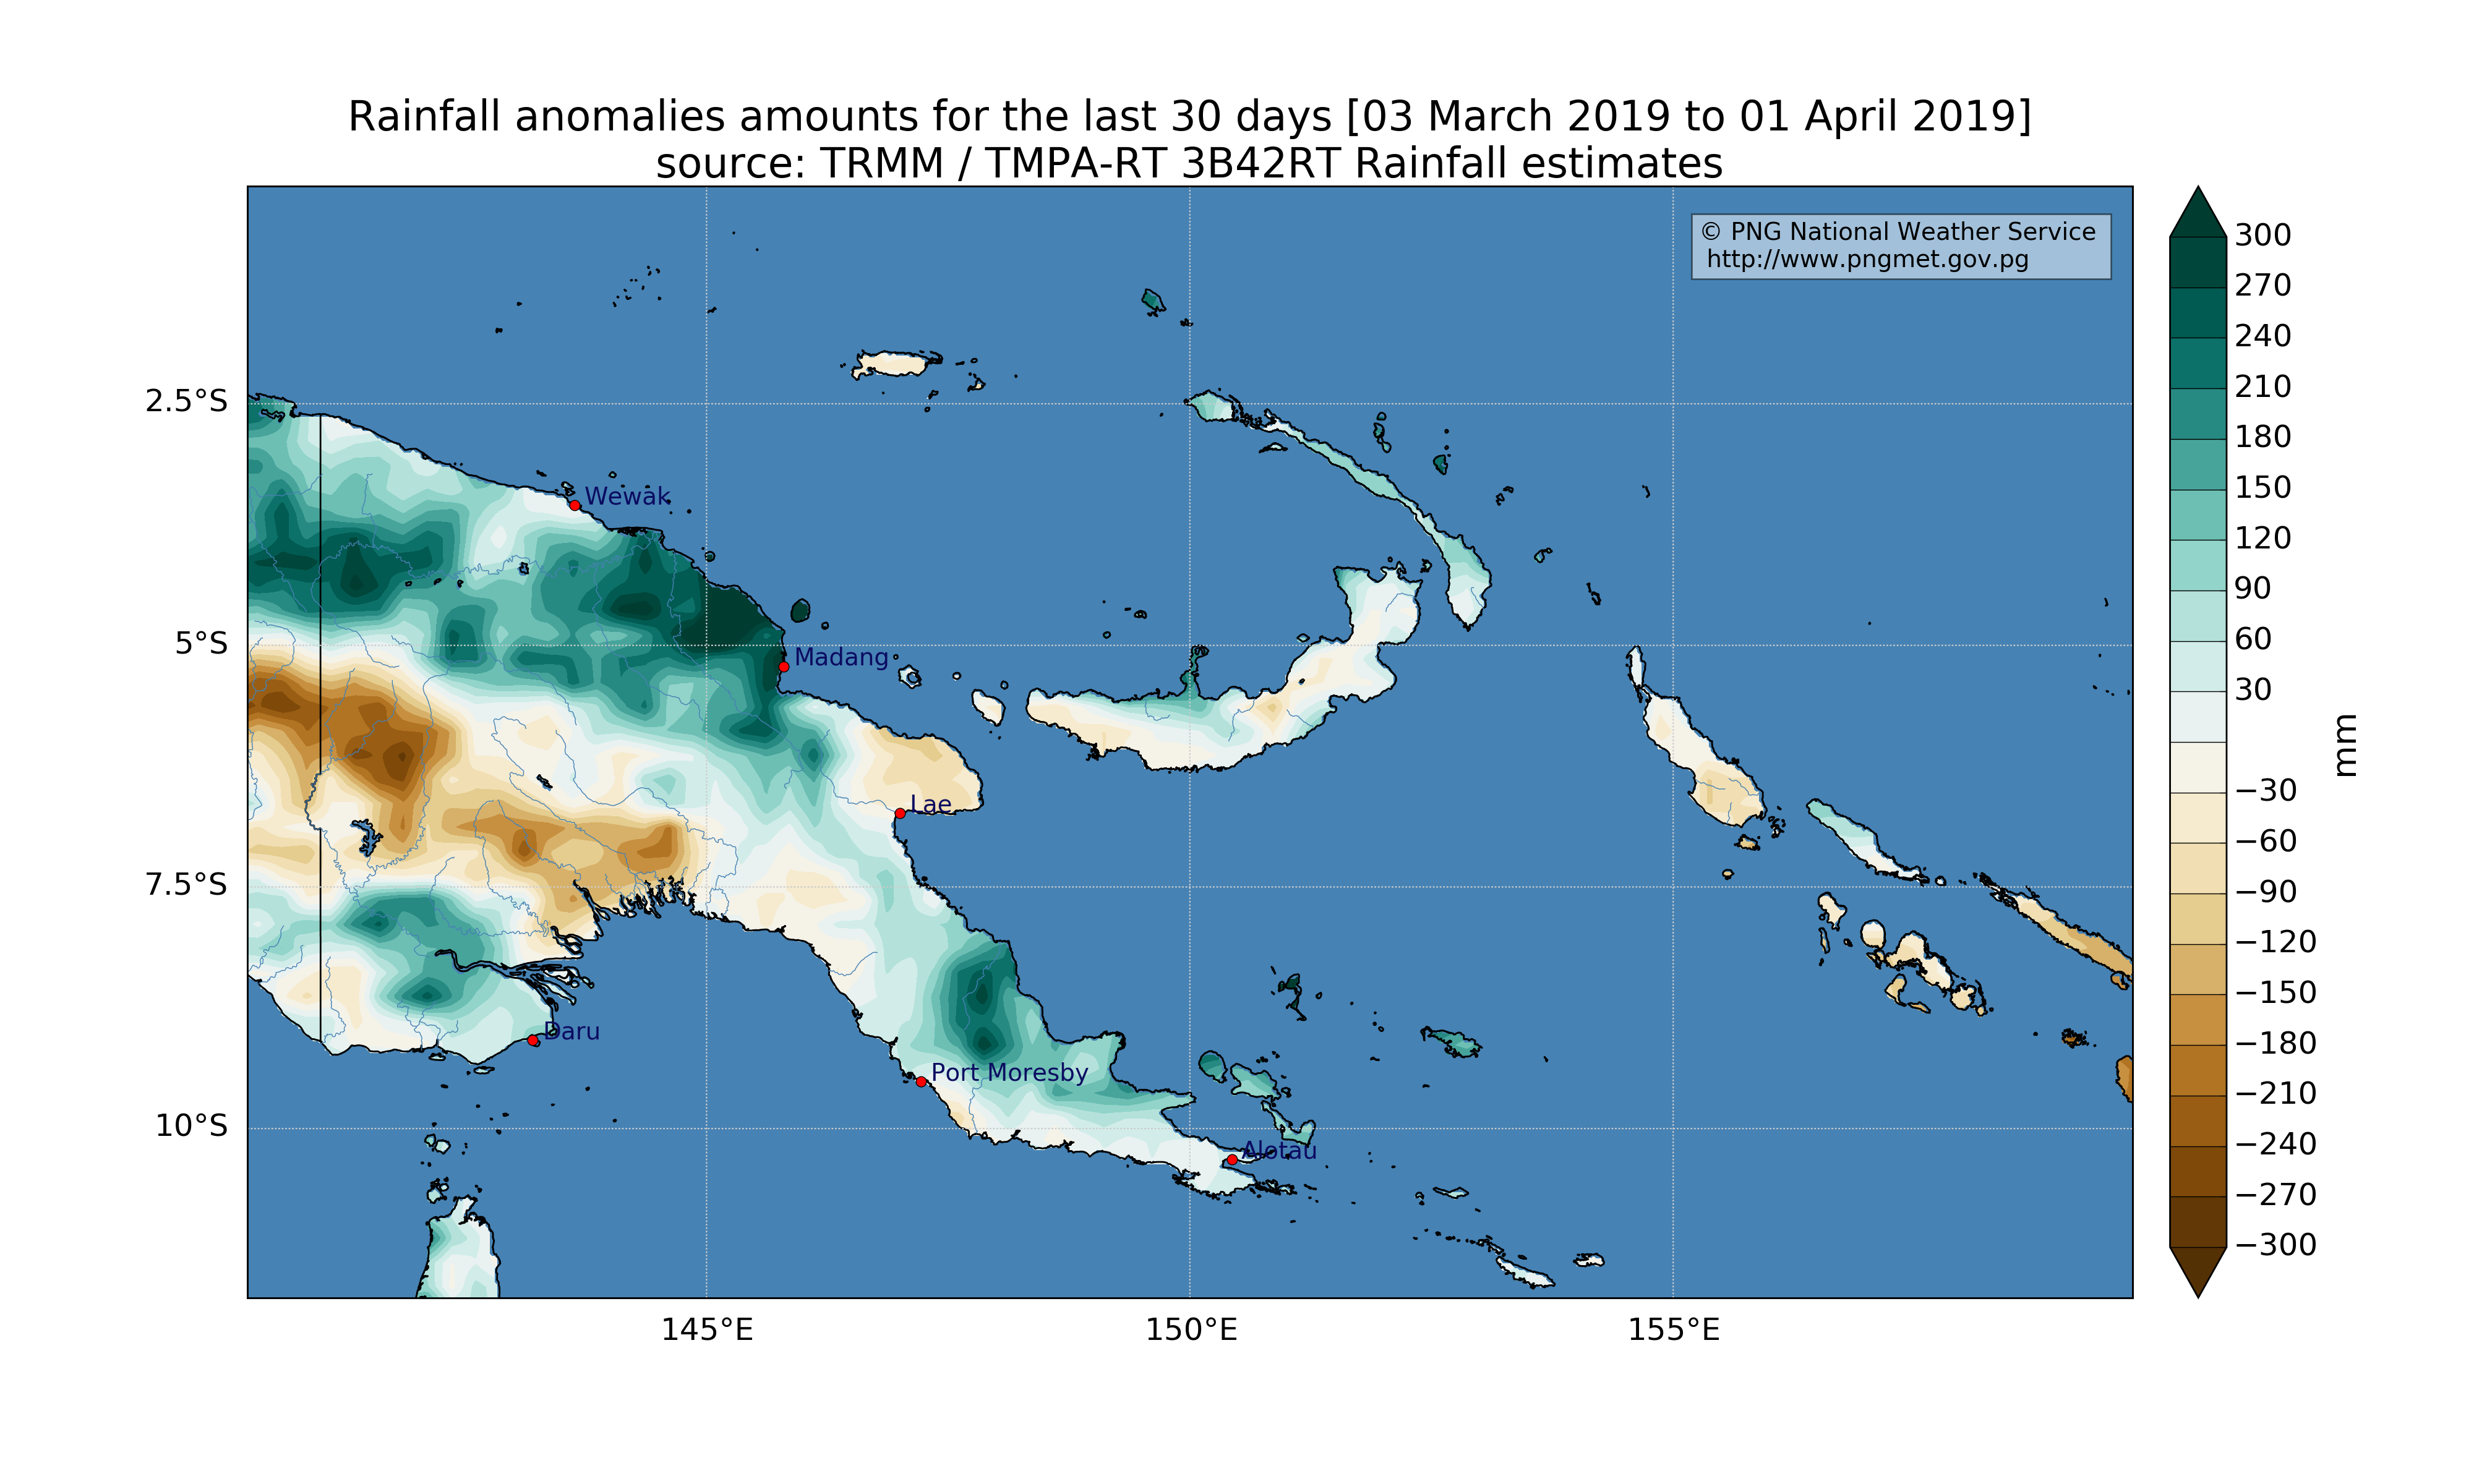 Rainfall anomalies amounts for the last 30 days [03 March 2019 to 01 April 2019]
source: TRMM / TMPA-RT 3B42RT Rainfall estimates
© PNG National Weather Service
http://www.pngmet.gov.pg
300
270
240
210
180
150
120
90
60
30
−30
−60
−90
−120
−150
−180
−210
−240
−270
−300
mm
2.5°S
5°S
7.5°S
10°S
Wewak
Madang
Lae
Daru
Port Moresby
Alotau
145°E
150°E
155°E